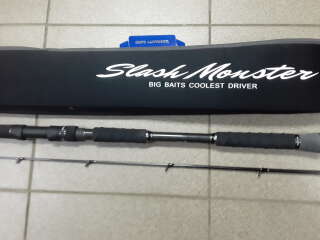 Slash Monster
BIG BAITS COOLEST DRIVER